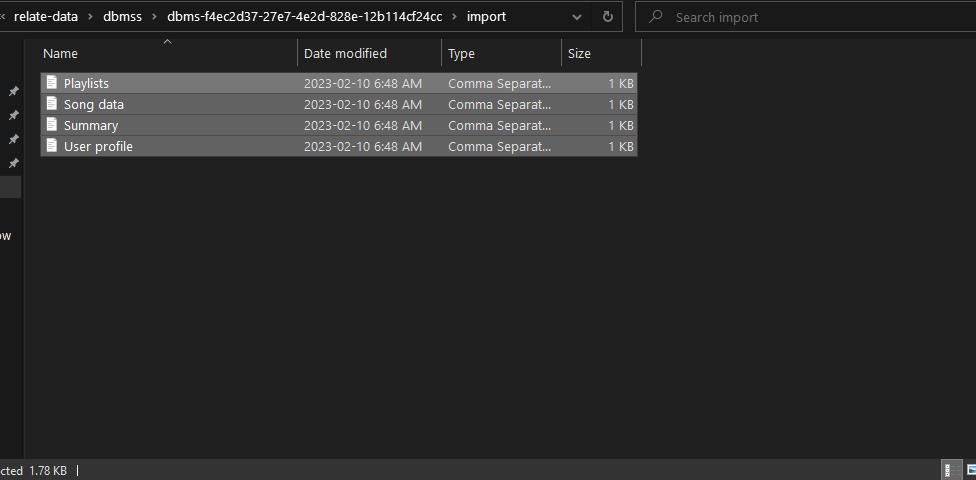 relate-data > dbmss > dbms-f4ec2d37-27e7-4e2d-828e-12b114cf24cc > import Search import
Name Date modified Type Size
Playlists 2023-02-10 6:48 AM Comma Separat... 1 KB
Song data 2023-02-10 6:48 AM Comma Separat... 1 KB
Summary 2023-02-10 6:48 AM Comma Separat... 1 KB
User profile 2023-02-10 6:48 AM Comma Separat... 1 KB
ow
cted 1.78 KB